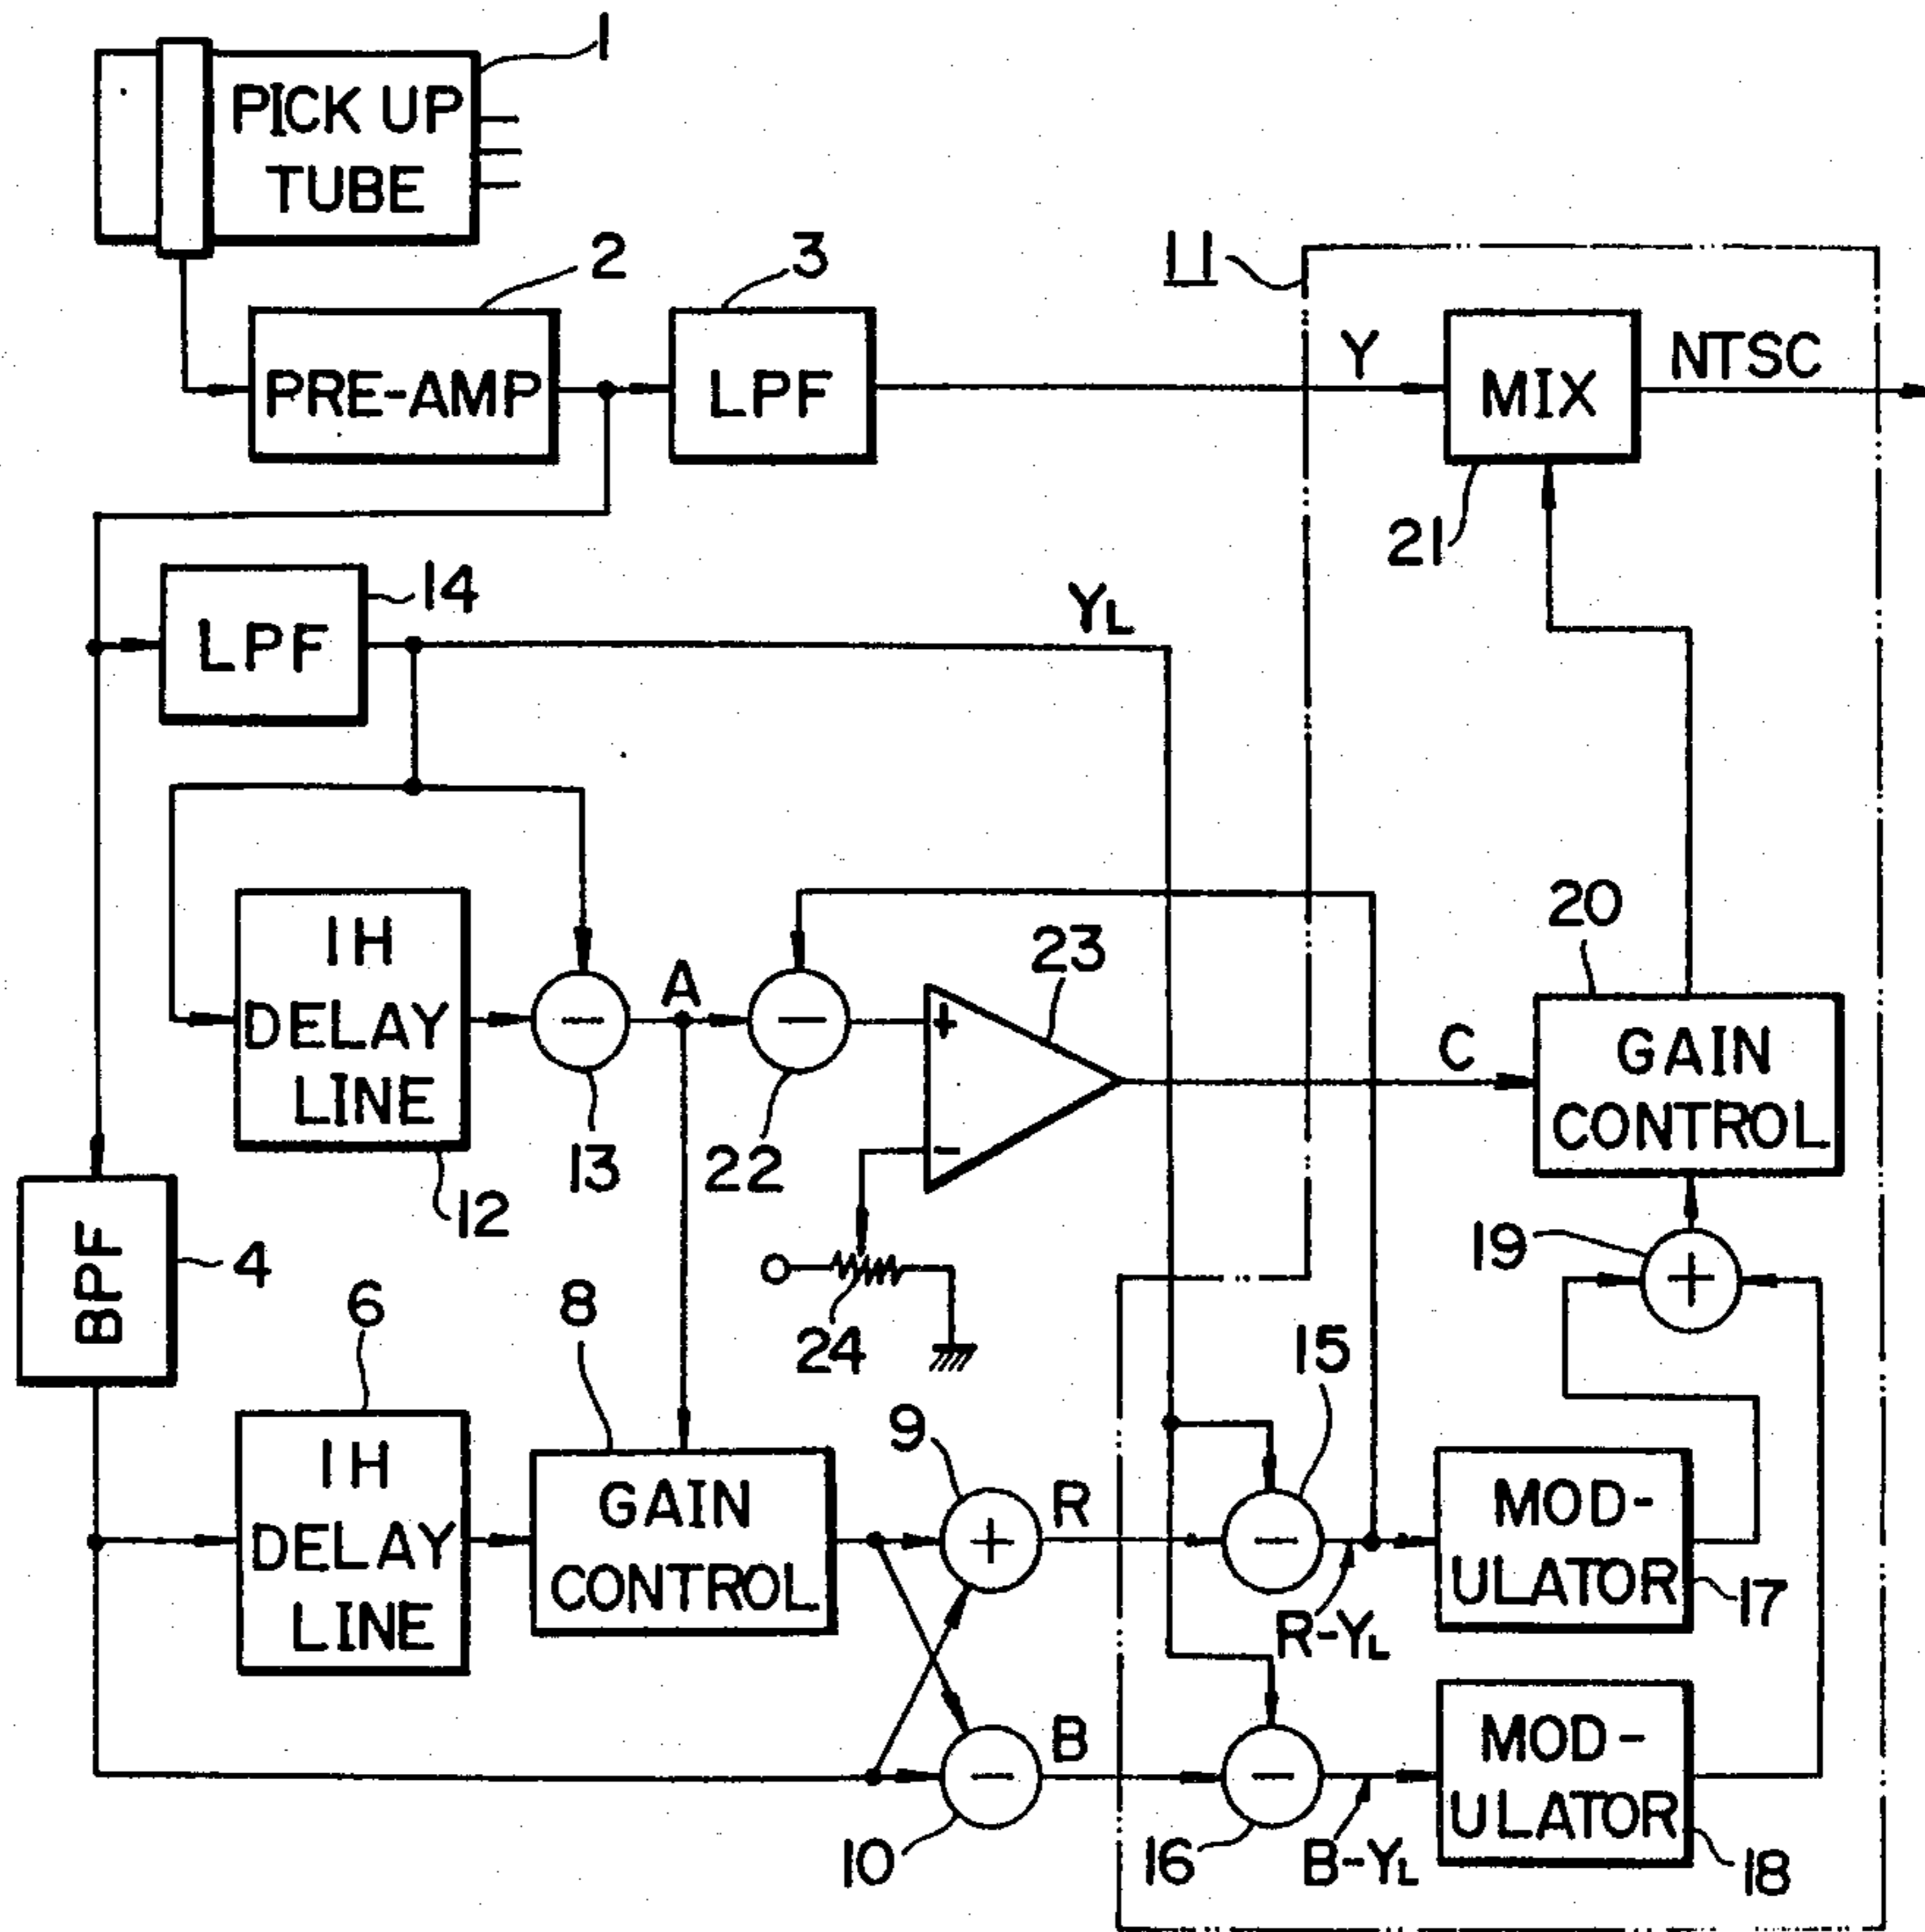 1
PICK UP
TUBE
2
3
11
PRE-AMP
LPF
Y
MIX
NTSC
21
14
LPF
YL
1H
DELAY
LINE
12
13
A
22
+
-
23
24
C
20
GAIN
CONTROL
19
+
BPF
4
6
1H
DELAY
LINE
8
GAIN
CONTROL
9
+
R
15
-
R-YL
MOD-
ULATOR
17
10
-
B
16
-
B-YL
MOD-
ULATOR
18